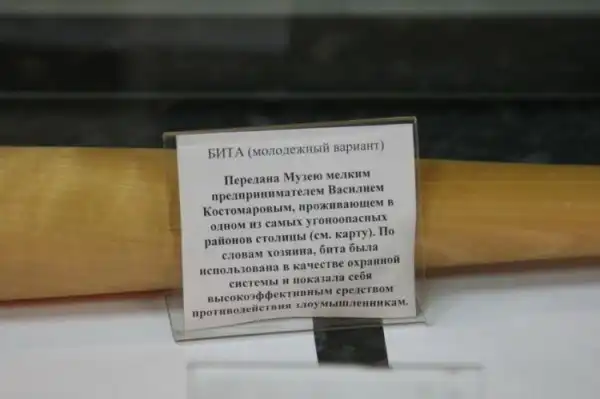 БИТА (молодежный вариант)
Передана Музею мелким
предпринимателем Василием
Костомаровым, проживающем в
одном из самых угоноопасных
районов столицы (см. карту). По
словам хозяина, бита была
использована в качестве охранной
системы и показала себя
высокоэффективным средством
противодействия злоумышленникам.